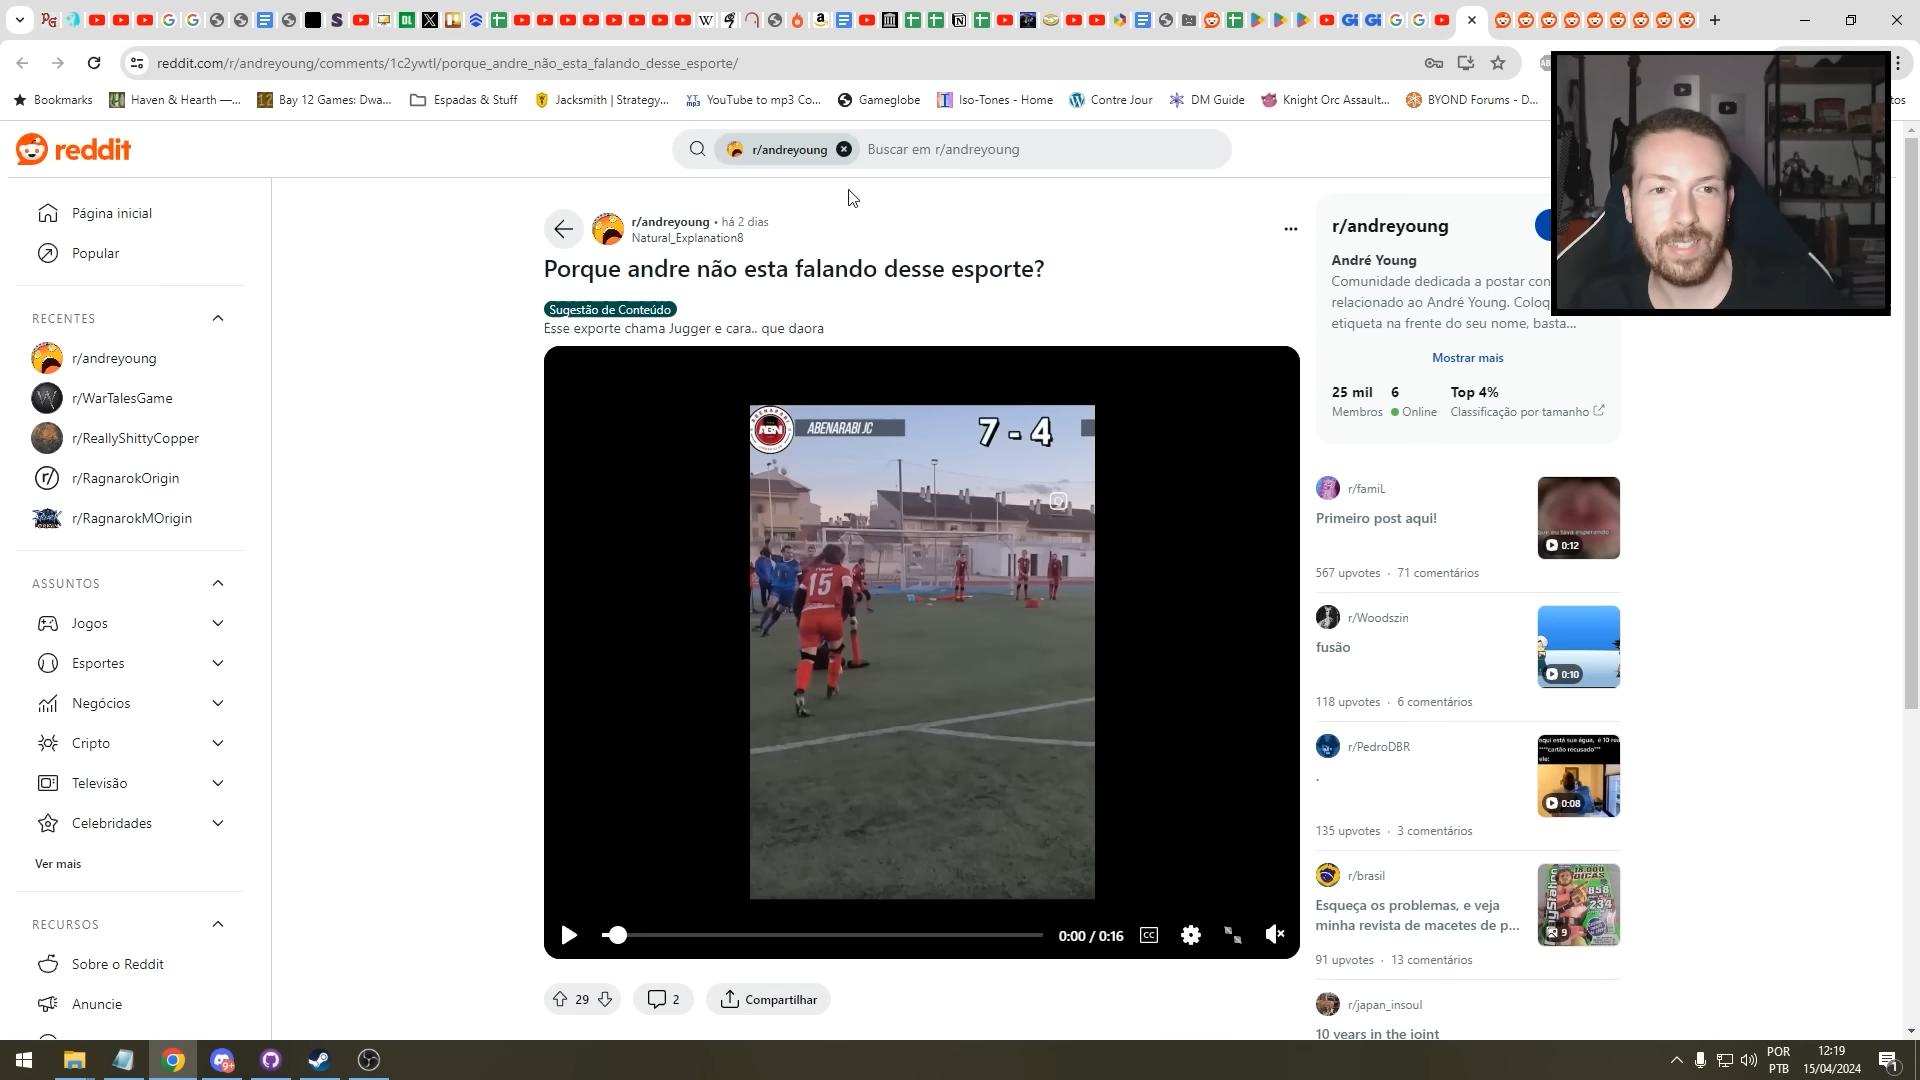 reddit.com/r/andreyoung/comments/1c2ywtl/porque_andre_não_esta_falando_desse_esporte/
Bookmarks
Haven & Hearth —...
Bay 12 Games: Dwa...
Espadas & Stuff
Jacksmith | Strategy...
YouTube to mp3 Co...
Gameglobe
Iso-Tones - Home
Contre Jour
DM Guide
Knight Orc Assault...
BYOND Forums - D...
reddit
r/andreyoung
Buscar em r/andreyoung
Página inicial
Popular
RECENTES
r/andreyoung
r/WarTalesGame
r/ReallyShittyCopper
r/RagnarokOrigin
r/RagnarokMOrigin
ASSUNTOS
Jogos
Esportes
Negócios
Cripto
Televisão
Celebridades
Ver mais
RECURSOS
Sobre o Reddit
Anuncie
r/andreyoung • há 2 dias
Natural_Explanation8
Porque andre não esta falando desse esporte?
Sugestão de Conteúdo
Esse exporte chama Jugger e cara.. que daora
ABN
ABENARABI JC
7 - 4
15
0:00 / 0:16
CC
29
2
Compartilhar
r/andreyoung
André Young
Comunidade dedicada a postar con
relacionado ao André Young. Coloq
etiqueta na frente do seu nome, basta...
Mostrar mais
25 mil
6
Top 4%
Membros
Online
Classificação por tamanho
r/famiL
Primeiro post aqui!
0:12
567 upvotes · 71 comentários
r/Woodszin
fusão
0:10
118 upvotes · 6 comentários
r/PedroDBR
.
0:08
135 upvotes · 3 comentários
r/brasil
Esqueça os problemas, e veja
minha revista de macetes de p...
18.000
DICAS
858
234
9
91 upvotes · 13 comentários
r/japan_insoul
10 years in the joint
9+
POR
PTB
12:19
15/04/2024
1